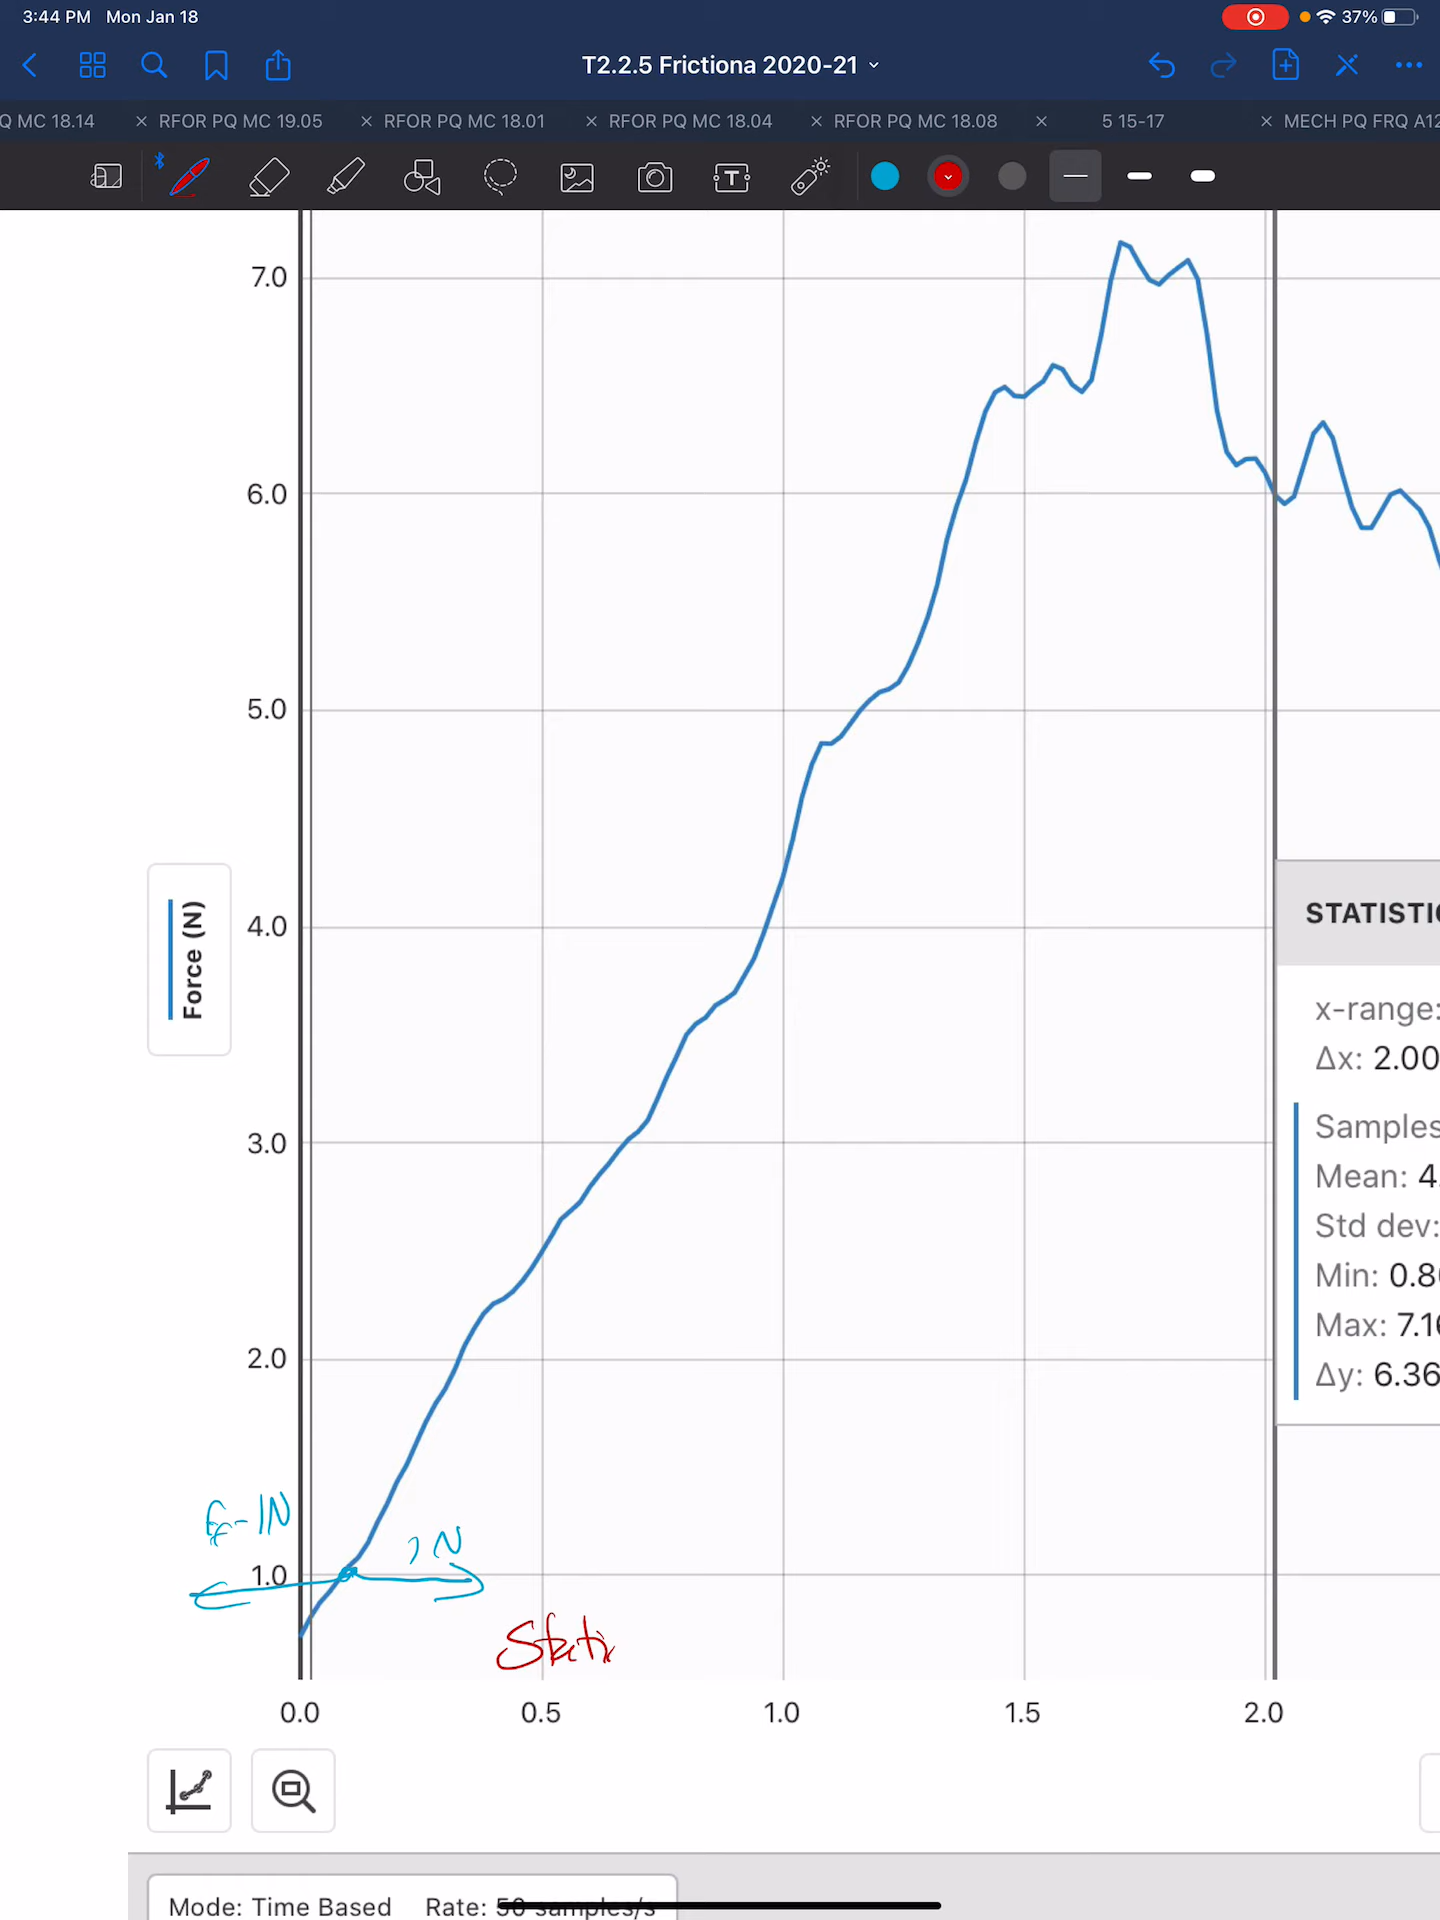 3:44 PM Mon Jan 18 37%
T2.2.5 Frictiona 2020-21
Q MC 18.14 RFOR PQ MC 19.05 RFOR PQ MC 18.01 RFOR PQ MC 18.04 RFOR PQ MC 18.08 5 15-17 MECH PQ FRQ A12
T
7.0
6.0
5.0
4.0
3.0
2.0
1.0
Force (N)
STATISTI
x-range:
Δx: 2.00
Samples
Mean: 4.
Std dev:
Min: 0.8
Max: 7.1
Δy: 6.36
1N
Stati
0.0 0.5 1.0 1.5 2.0
Mode: Time Based Rate: 50 samples/s